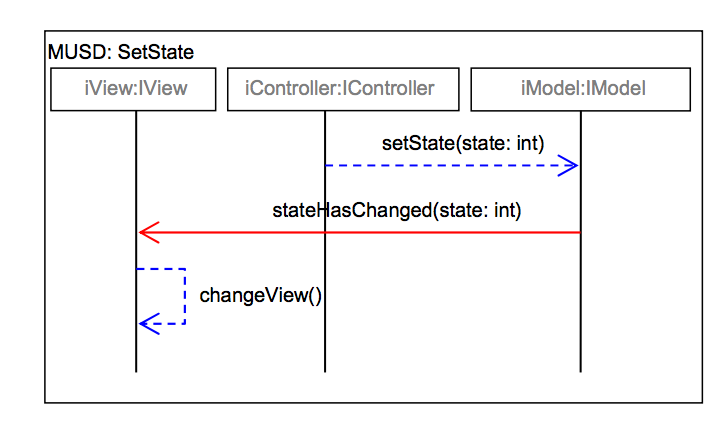 MUSD: SetState
iView:IView
iController:IController
iModel:IModel
setState(state: int)
stateHasChanged(state: int)
changeView()